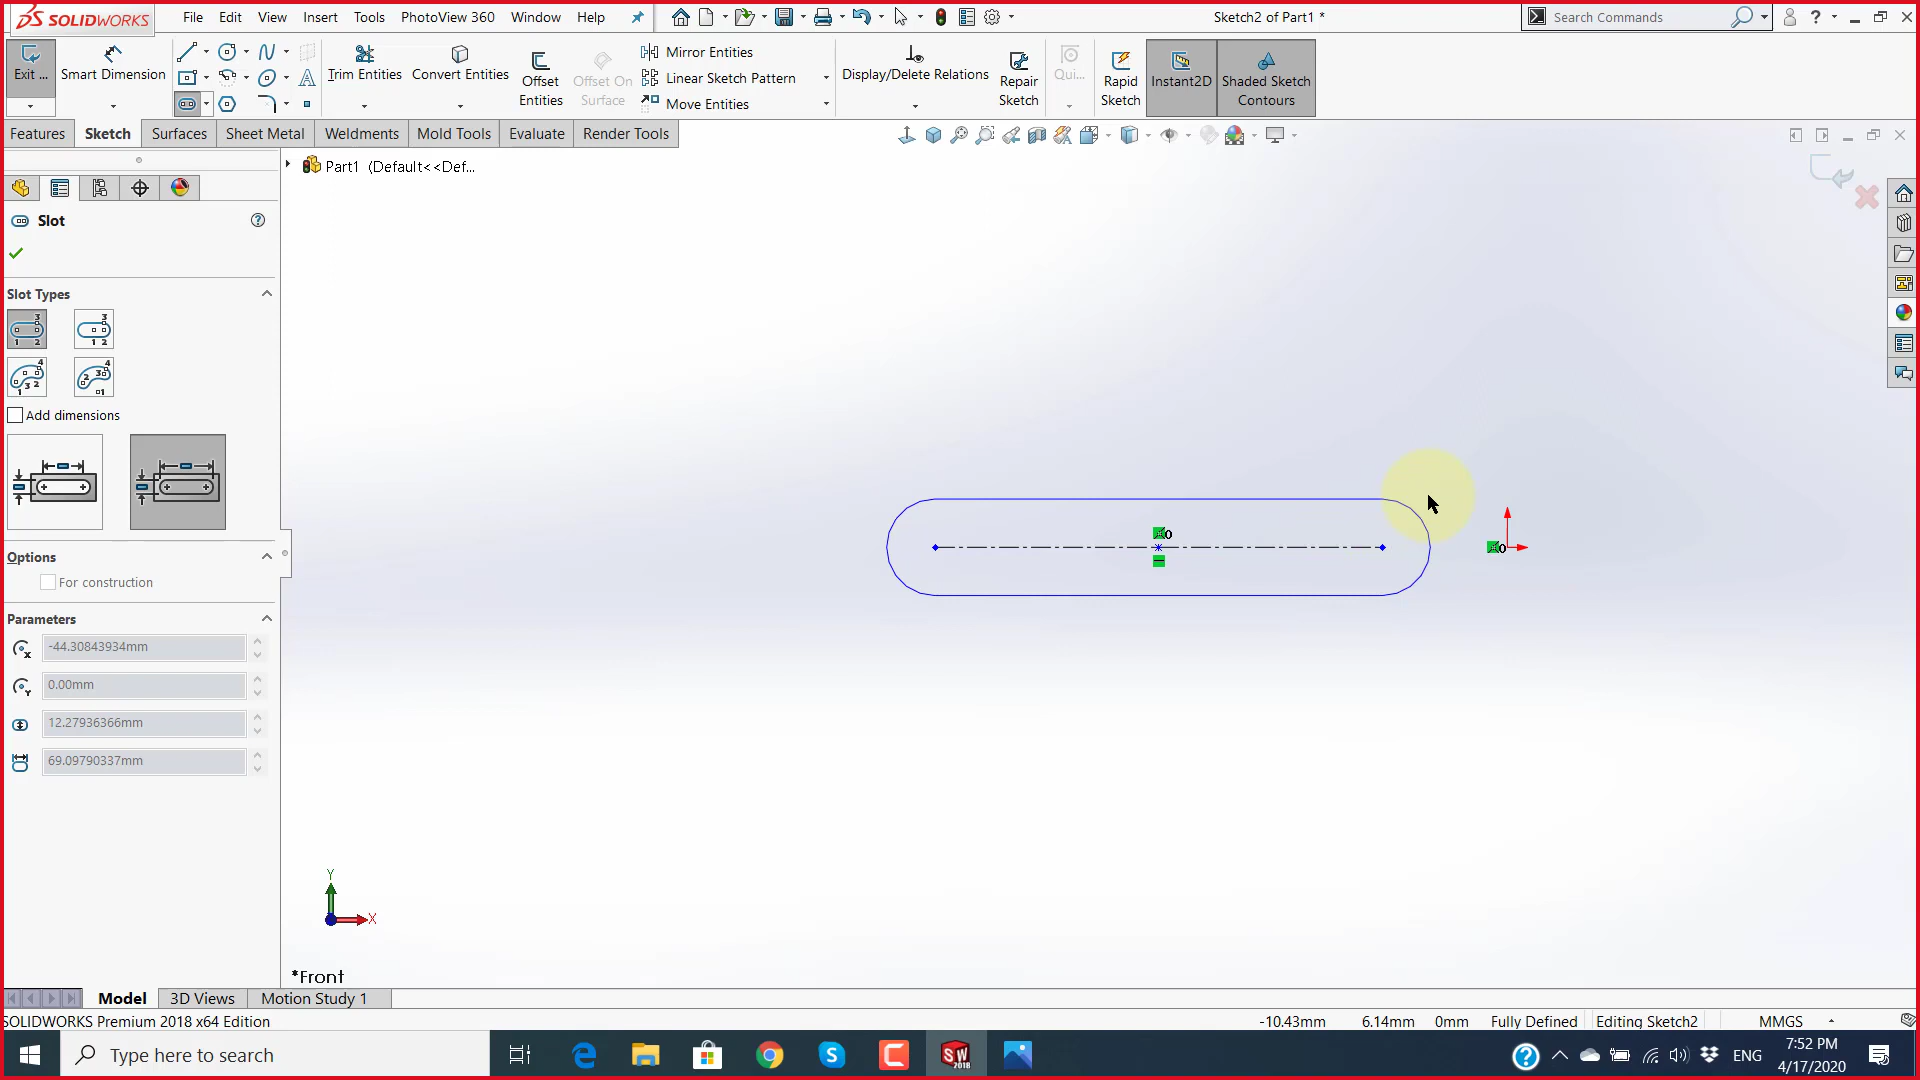 SOLIDWORKS File Edit View Insert Tools PhotoView 360 Window Help Sketch2 of Part1 * Search Commands
Exit ... Smart Dimension Trim Entities Convert Entities Offset Entities Offset On Surface Mirror Entities Display/Delete Relations Repair Sketch Qui... Rapid Sketch Instant2D Shaded Sketch Contours
Linear Sketch Pattern
Move Entities
Features Sketch Surfaces Sheet Metal Weldments Mold Tools Evaluate Render Tools
Part1 (Default<<Def...
Slot
Slot Types
Add dimensions
Options
For construction
Parameters
-44.30843934mm
0.00mm
12.27936366mm
69.09790337mm
0
0
Y
X
*Front
Model 3D Views Motion Study 1
SOLIDWORKS Premium 2018 x64 Edition -10.43mm 6.14mm 0mm Fully Defined Editing Sketch2 MMGS
Type here to search ENG 7:52 PM
4/17/2020